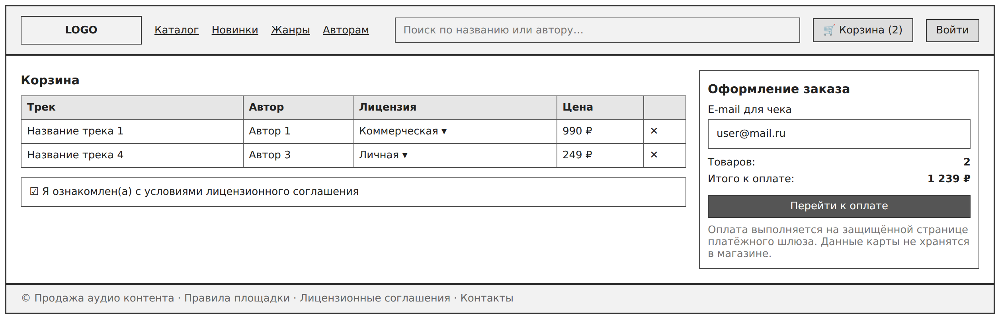 LOGO Каталог Новинки Жанры Авторам Поиск по названию или автору… 🛒 Корзина (2) Войти
Корзина
Трек Автор Лицензия Цена
Название трека 1 Автор 1 Коммерческая ▾ 990 ₽ ✕
Название трека 4 Автор 3 Личная ▾ 249 ₽ ✕
☑ Я ознакомлен(а) с условиями лицензионного соглашения
Оформление заказа
E-mail для чека
user@mail.ru
Товаров: 2
Итого к оплате: 1 239 ₽
Перейти к оплате
Оплата выполняется на защищённой странице
платёжного шлюза. Данные карты не хранятся
в магазине.
© Продажа аудио контента · Правила площадки · Лицензионные соглашения · Контакты